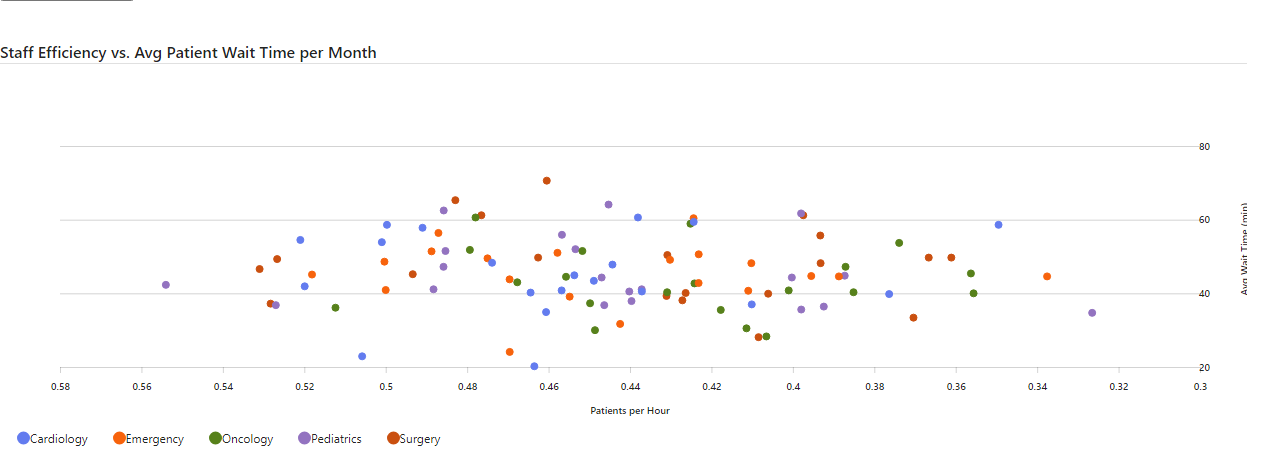 Staff Efficiency vs. Avg Patient Wait Time per Month
80
60
40
20
Avg Wait Time (min)
0.58 0.56 0.54 0.52 0.5 0.48 0.46 0.44 0.42 0.4 0.38 0.36 0.34 0.32 0.3
Patients per Hour
Cardiology Emergency Oncology Pediatrics Surgery